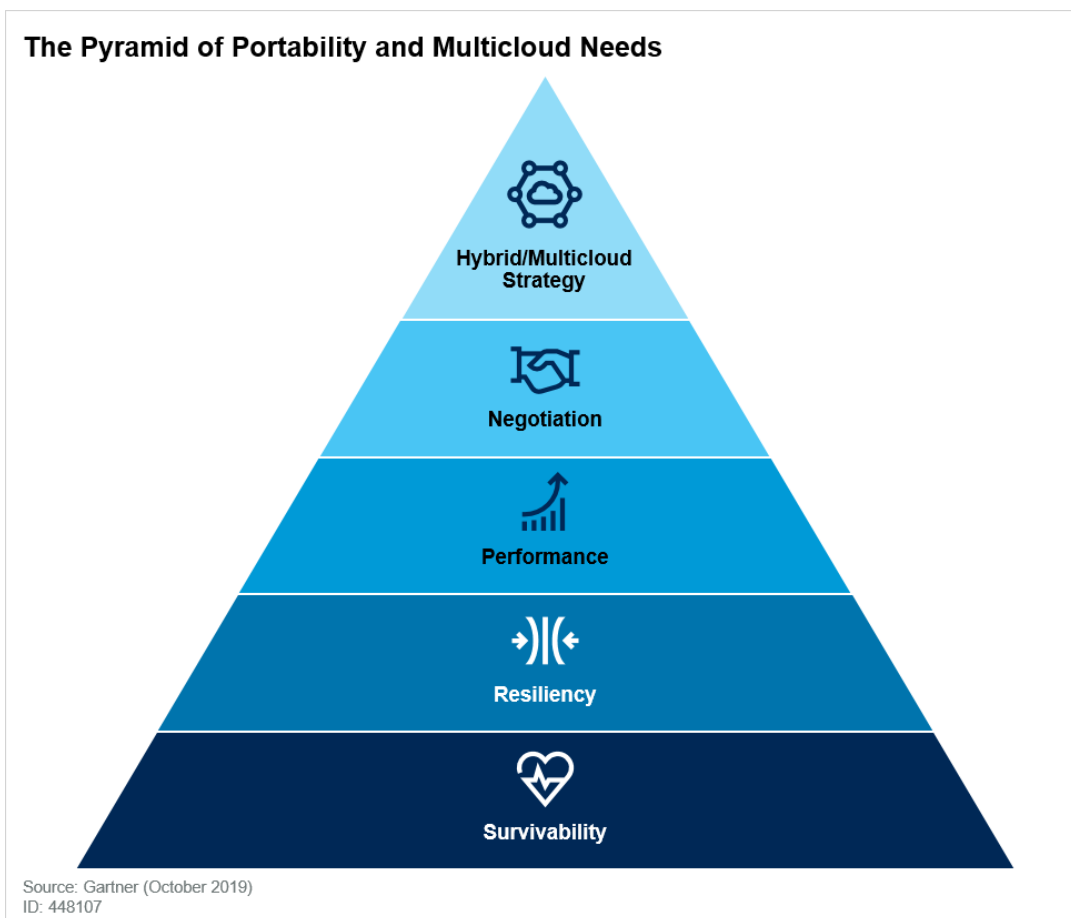 The Pyramid of Portability and Multicloud Needs
Hybrid/Multicloud
Strategy
Negotiation
Performance
Resiliency
Survivability
Source: Gartner (October 2019)
ID: 448107